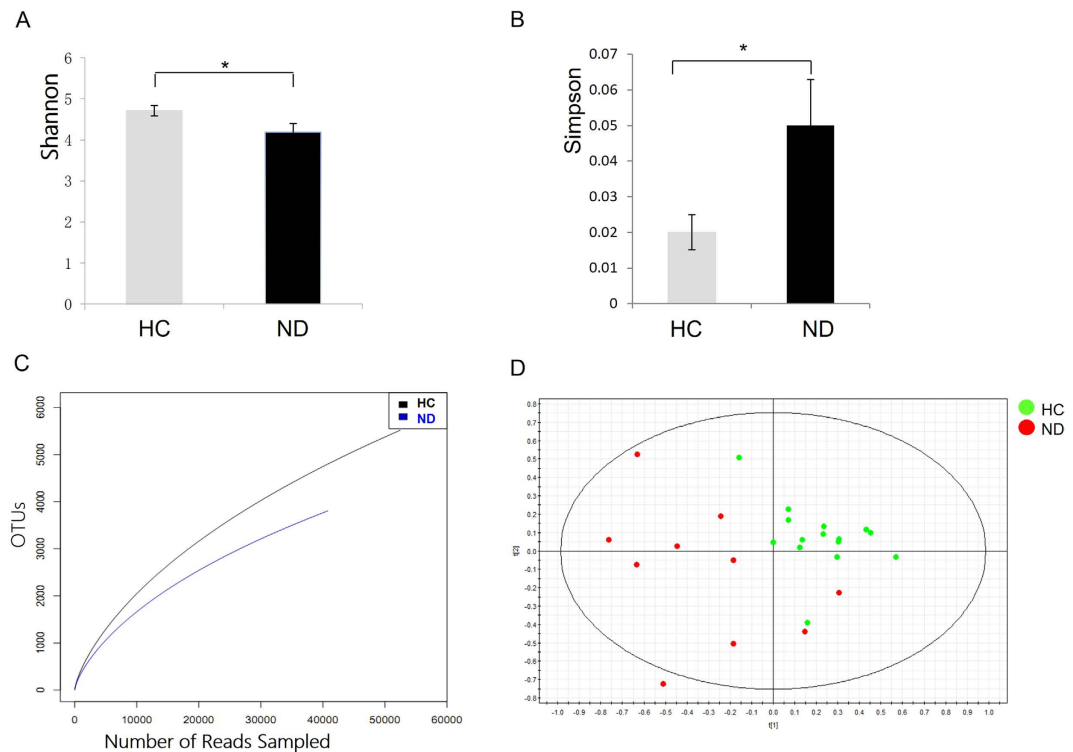 A
Shannon
6
5
4
3
2
1
0
*
HC ND
B
Simpson
0.07
0.06
0.05
0.04
0.03
0.02
0.01
0
*
HC ND
C
OTUs
6000
5000
4000
3000
2000
1000
0
HC
ND
0 10000 20000 30000 40000 50000 60000
Number of Reads Sampled
D
HC
ND
t[2]
0.8
0.7
0.6
0.5
0.4
0.3
0.2
0.1
0.0
-0.1
-0.2
-0.3
-0.4
-0.5
-0.6
-0.7
-0.8
-1.0 -0.9 -0.8 -0.7 -0.6 -0.5 -0.4 -0.3 -0.2 -0.1 0.0 0.1 0.2 0.3 0.4 0.5 0.6 0.7 0.8 0.9 1.0
t[1]